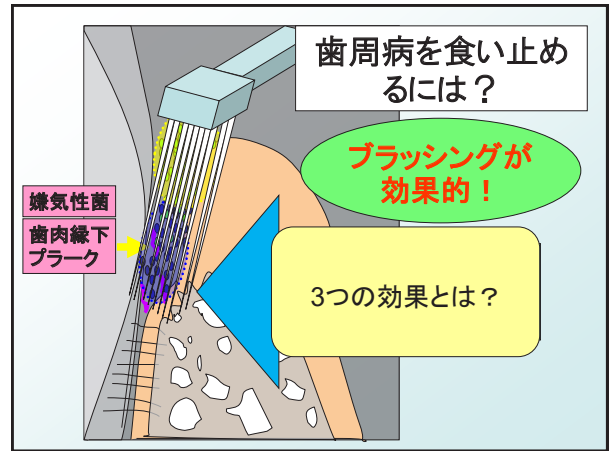 歯周病を食い止め
るには？
ブラッシングが
効果的！
嫌気性菌
歯肉縁下
プラーク
3つの効果とは？